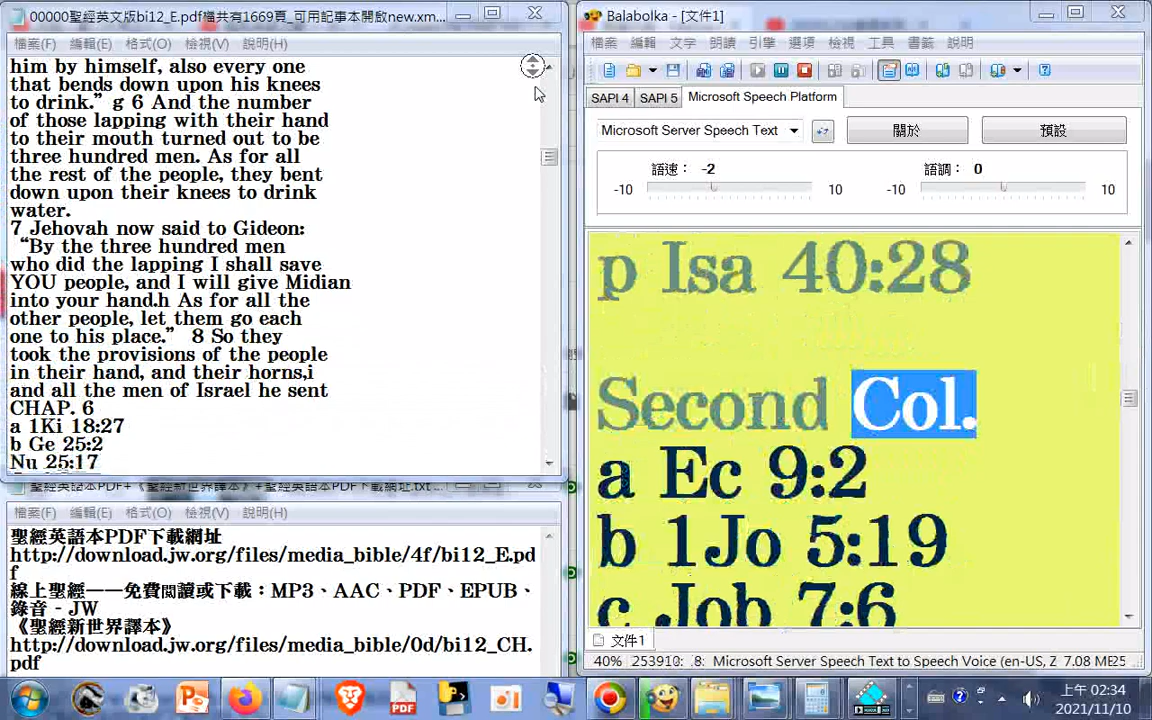 00000聖經英文版bi12_E.pdf檔共有1669頁_可用記事本開啟new.xm...
檔案(F) 編輯(E) 格式(O) 檢視(V) 說明(H)
him by himself, also every one
that bends down upon his knees
to drink.” g 6 And the number
of those lapping with their hand
to their mouth turned out to be
three hundred men. As for all
the rest of the people, they bent
down upon their knees to drink
water.
7 Jehovah now said to Gideon:
“By the three hundred men
who did the lapping I shall save
YOU people, and I will give Midian
into your hand.h As for all the
other people, let them go each
one to his place.” 8 So they
took the provisions of the people
in their hand, and their horns,i
and all the men of Israel he sent
CHAP. 6
a 1Ki 18:27
b Ge 25:2
Nu 25:17
聖經英語本PDF+《聖經新世界譯本》+聖經英語本PDF下載網址.txt ...
檔案(F) 編輯(E) 格式(O) 檢視(V) 說明(H)
聖經英語本PDF下載網址
http://download.jw.org/files/media_bible/4f/bi12_E.pd
f
線上聖經——免費閱讀或下載：MP3、AAC、PDF、EPUB、
錄音 - JW
《聖經新世界譯本》
http://download.jw.org/files/media_bible/0d/bi12_CH.
pdf
Balabolka - [文件1]
檔案 編輯 文字 朗讀 引擎 選項 檢視 工具 書籤 說明
SAPI 4 SAPI 5 Microsoft Speech Platform
Microsoft Server Speech Text 關於 預設
語速: -2 語調: 0
-10 10 -10 10
p Isa 40:28
Second Col.
a Ec 9:2
b 1Jo 5:19
c Job 7:6
文件1
40% 253910: .8: Microsoft Server Speech Text to Speech Voice (en-US, Z 7.08 ME25
上午 02:34
2021/11/10